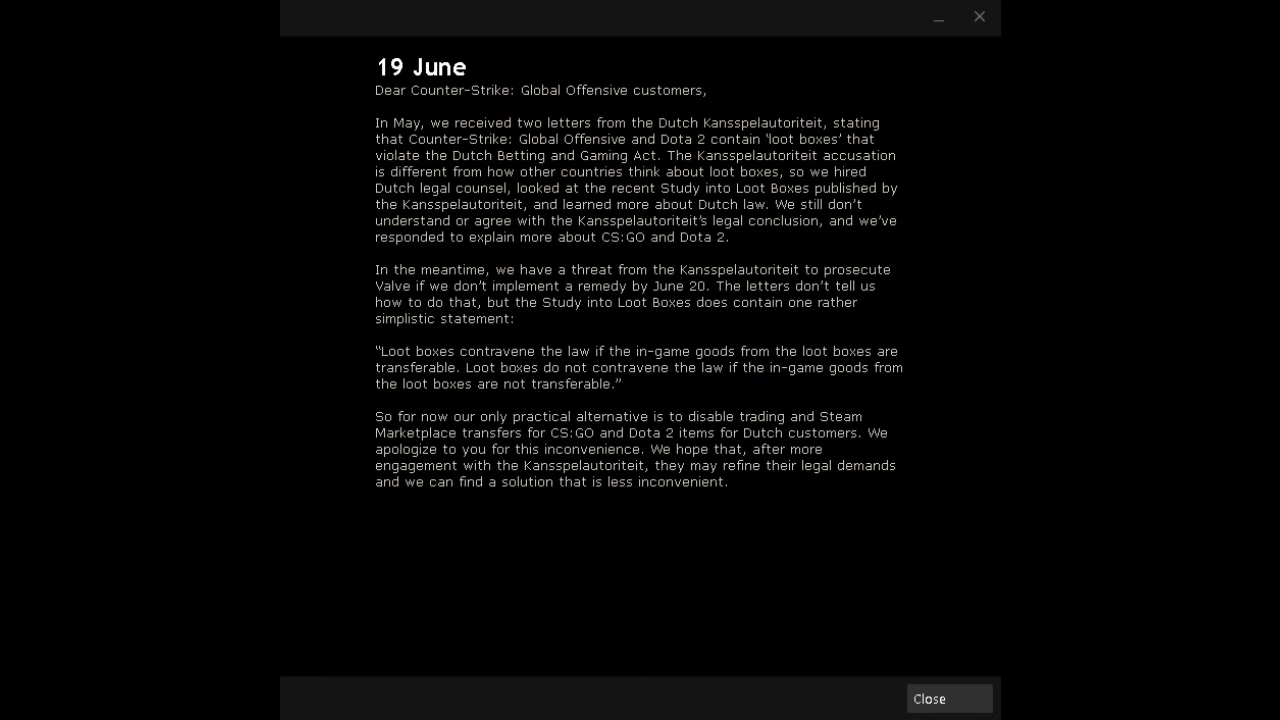 19 June
Dear Counter-Strike: Global Offensive customers,
In May, we received two letters from the Dutch Kansspelautoriteit, stating
that Counter-Strike: Global Offensive and Dota 2 contain ‘loot boxes’ that
violate the Dutch Betting and Gaming Act. The Kansspelautoriteit accusation
is different from how other countries think about loot boxes, so we hired
Dutch legal counsel, looked at the recent Study into Loot Boxes published by
the Kansspelautoriteit, and learned more about Dutch law. We still don’t
understand or agree with the Kansspelautoriteit’s legal conclusion, and we’ve
responded to explain more about CS:GO and Dota 2.
In the meantime, we have a threat from the Kansspelautoriteit to prosecute
Valve if we don’t implement a remedy by June 20. The letters don’t tell us
how to do that, but the Study into Loot Boxes does contain one rather
simplistic statement:
“Loot boxes contravene the law if the in-game goods from the loot boxes are
transferable. Loot boxes do not contravene the law if the in-game goods from
the loot boxes are not transferable.”
So for now our only practical alternative is to disable trading and Steam
Marketplace transfers for CS:GO and Dota 2 items for Dutch customers. We
apologize to you for this inconvenience. We hope that, after more
engagement with the Kansspelautoriteit, they may refine their legal demands
and we can find a solution that is less inconvenient.
Close